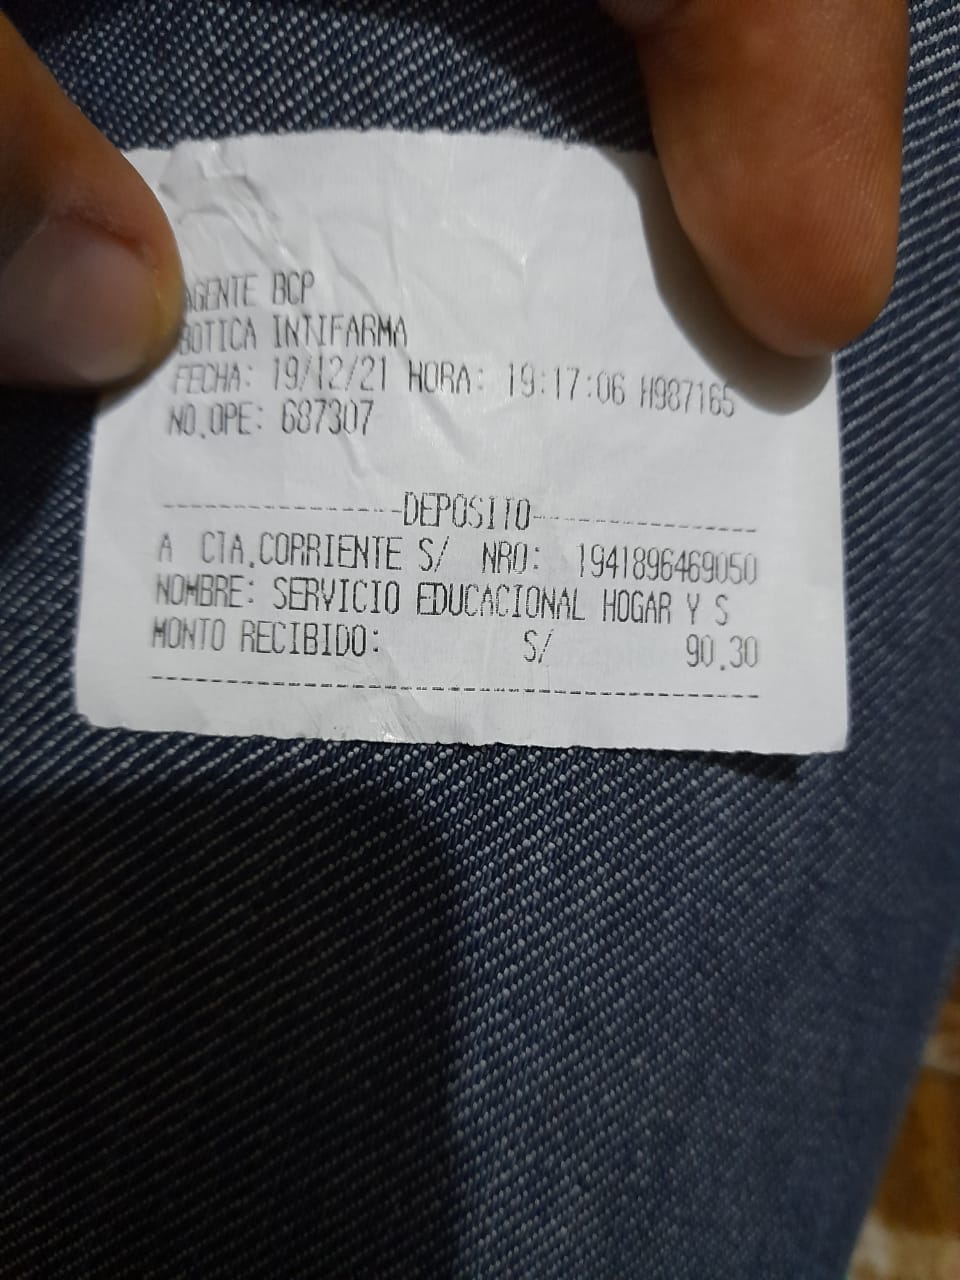 AGENTE BCP
BOTICA INTIFARMA
FECHA: 19/12/21 HORA: 19:17:06 H987165
NO.OPE: 687307
--------------------DEPOSITO--------------------
A CTA.CORRIENTE S/ NRO: 1941896469050
NOMBRE: SERVICIO EDUCACIONAL HOGAR Y S
MONTO RECIBIDO: S/ 90.30